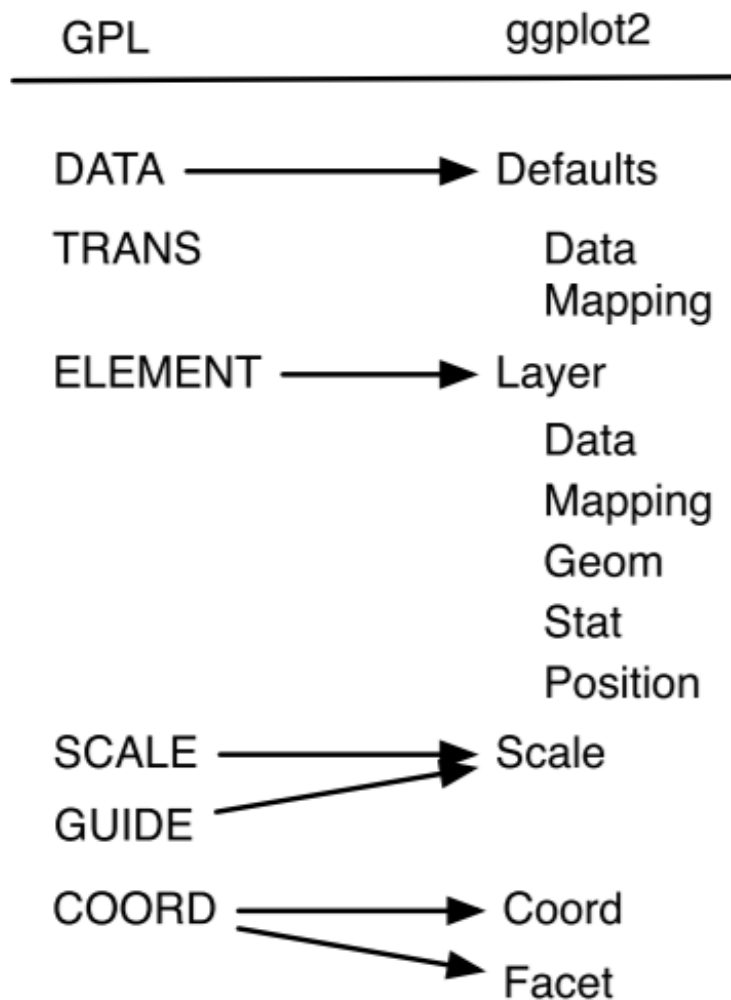 GPL ggplot2
DATA Defaults
TRANS Data
Mapping
ELEMENT Layer
Data
Mapping
Geom
Stat
Position
SCALE Scale
GUIDE
COORD Coord
Facet